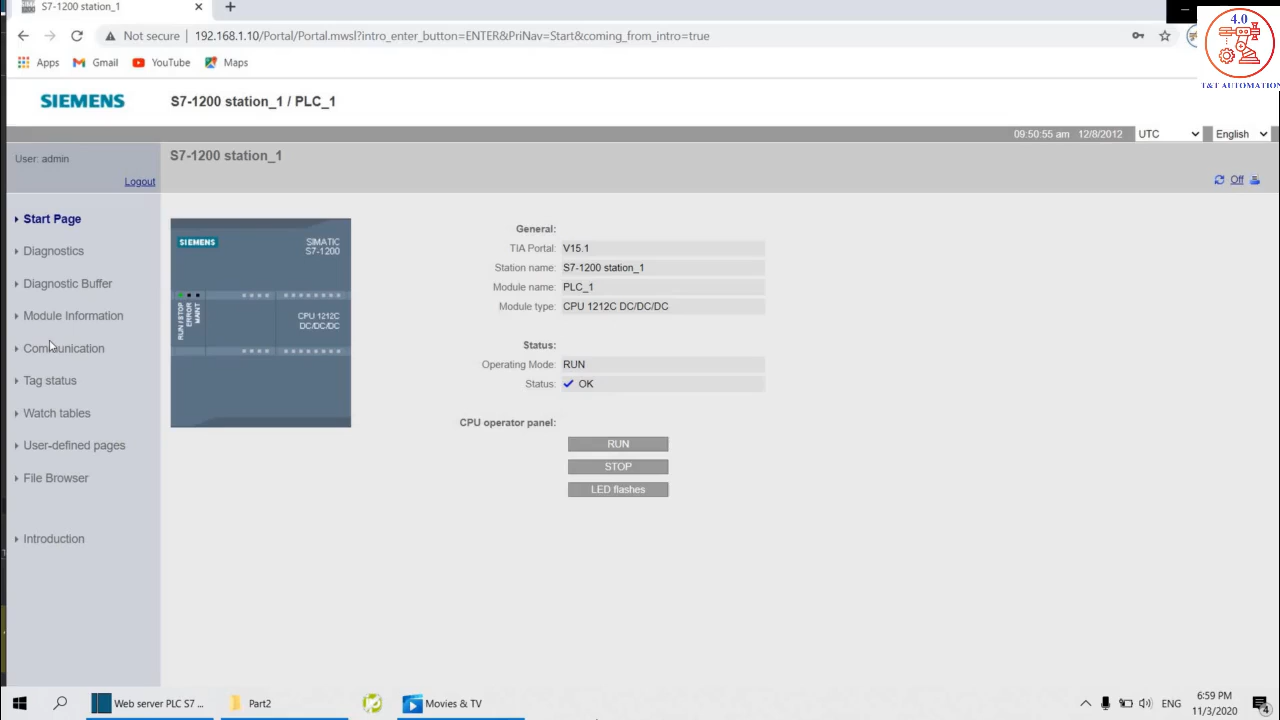 S7-1200 station_1
Not secure
192.168.1.10/Portal/Portal.mwsl?intro_enter_button=ENTER&PriNav=Start&coming_from_intro=true
Apps
Gmail
YouTube
Maps
4.0
T&T AUTOMATION
SIEMENS
S7-1200 station_1 / PLC_1
09:50:55 am 12/8/2012
UTC
English
User: admin
S7-1200 station_1
Logout
Off
Start Page
Diagnostics
Diagnostic Buffer
Module Information
Communication
Tag status
Watch tables
User-defined pages
File Browser
Introduction
SIEMENS
SIMATIC
S7-1200
RUN / STOP
ERROR
MAINT
CPU 1212C
DC/DC/DC
General:
TIA Portal: V15.1
Station name: S7-1200 station_1
Module name: PLC_1
Module type: CPU 1212C DC/DC/DC
Status:
Operating Mode: RUN
Status: OK
CPU operator panel:
RUN
STOP
LED flashes
Web server PLC S7 ...
Part2
Movies & TV
ENG
6:59 PM
11/3/2020
4